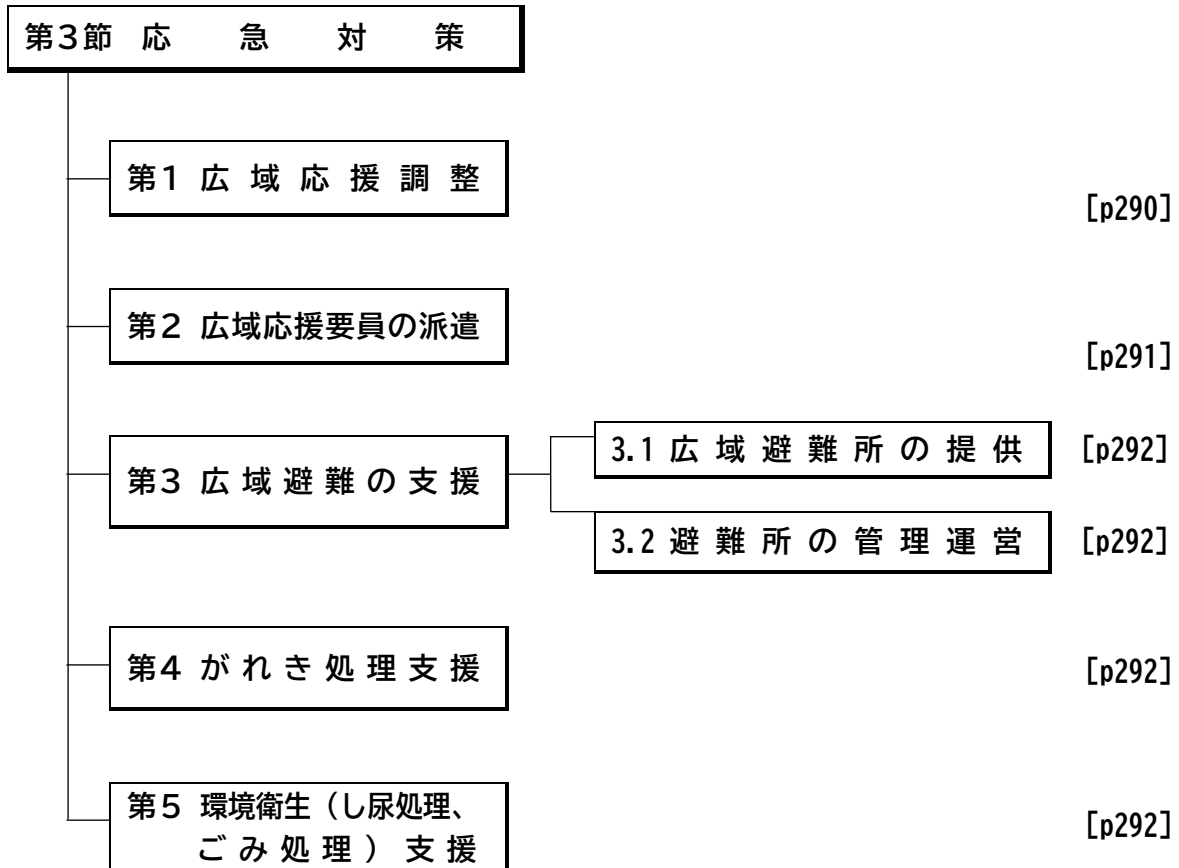 第3節 応急対策
第1 広域応援調整
[p290]
第2 広域応援要員の派遣
[p291]
第3 広域避難の支援
3.1 広域避難所の提供 [p292]
3.2 避難所の管理運営 [p292]
第4 がれき処理支援
[p292]
第5 環境衛生(し尿処理、
ごみ処理)支援
[p292]